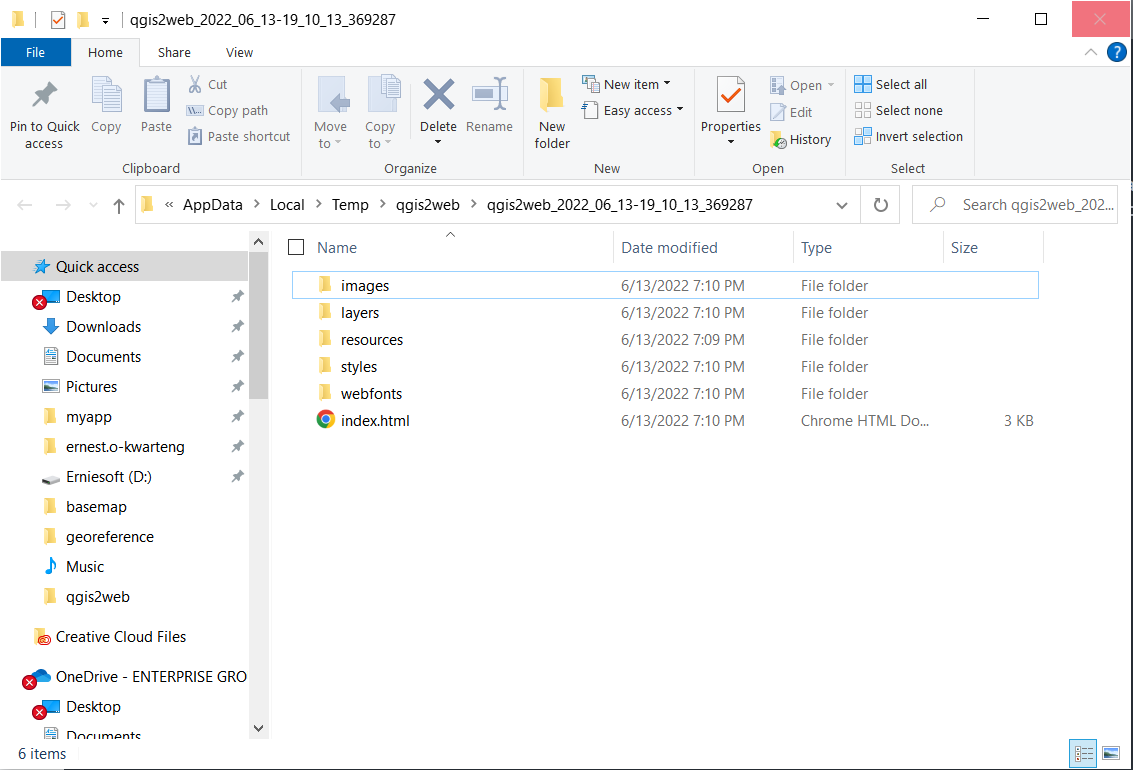 qgis2web_2022_06_13-19_10_13_369287
File Home Share View
Pin to Quick access
Copy
Paste
Cut
Copy path
Paste shortcut
Clipboard
Move to
Copy to
Delete
Rename
Organize
New folder
New item
Easy access
New
Properties
Open
Edit
History
Open
Select all
Select none
Invert selection
Select
« AppData > Local > Temp > qgis2web > qgis2web_2022_06_13-19_10_13_369287
Search qgis2web_202...
Quick access
Desktop
Downloads
Documents
Pictures
myapp
ernest.o-kwarteng
Erniesoft (D:)
basemap
georeference
Music
qgis2web
Creative Cloud Files
OneDrive - ENTERPRISE GRO
Desktop
Documents
Name Date modified Type Size
images 6/13/2022 7:10 PM File folder
layers 6/13/2022 7:10 PM File folder
resources 6/13/2022 7:09 PM File folder
styles 6/13/2022 7:10 PM File folder
webfonts 6/13/2022 7:10 PM File folder
index.html 6/13/2022 7:10 PM Chrome HTML Do... 3 KB
6 items